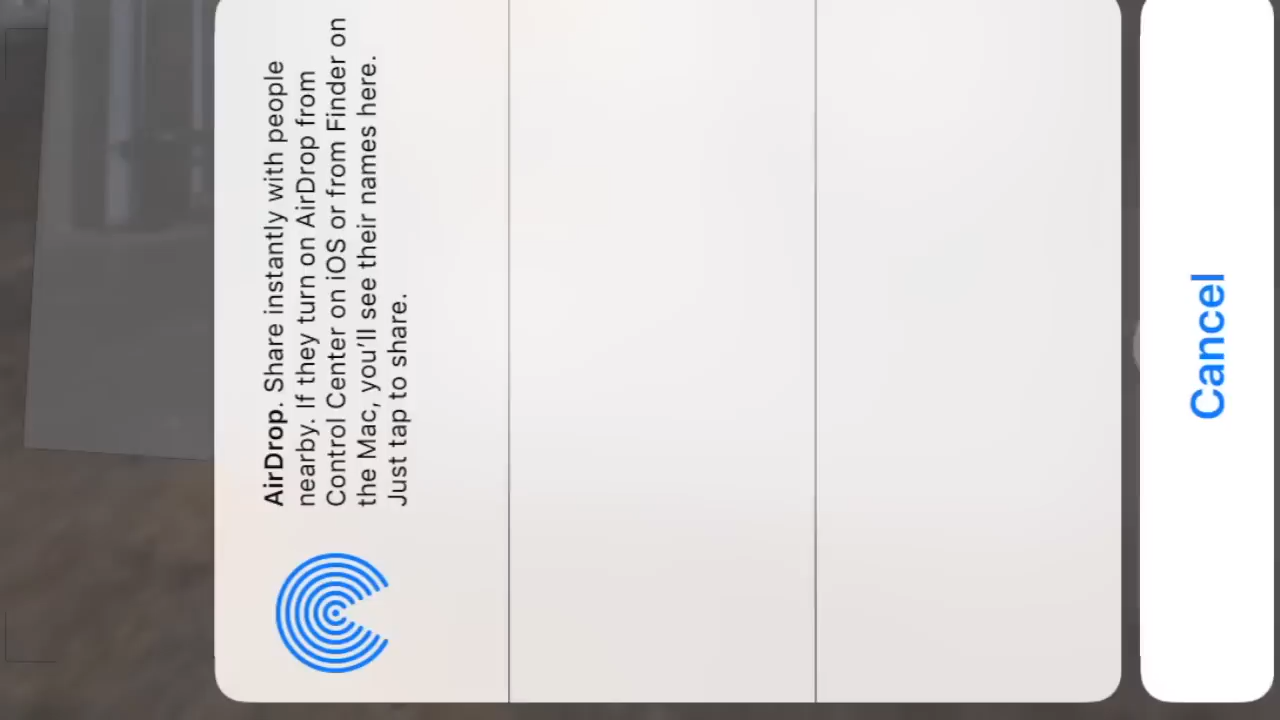 AirDrop. Share instantly with people
nearby. If they turn on AirDrop from
Control Center on iOS or from Finder on
the Mac, you'll see their names here.
Just tap to share.
Cancel